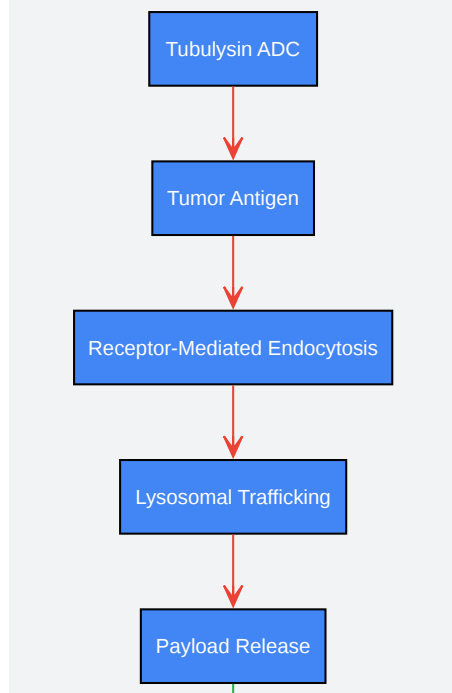 Tubulysin ADC
Tumor Antigen
Receptor-Mediated Endocytosis
Lysosomal Trafficking
Payload Release